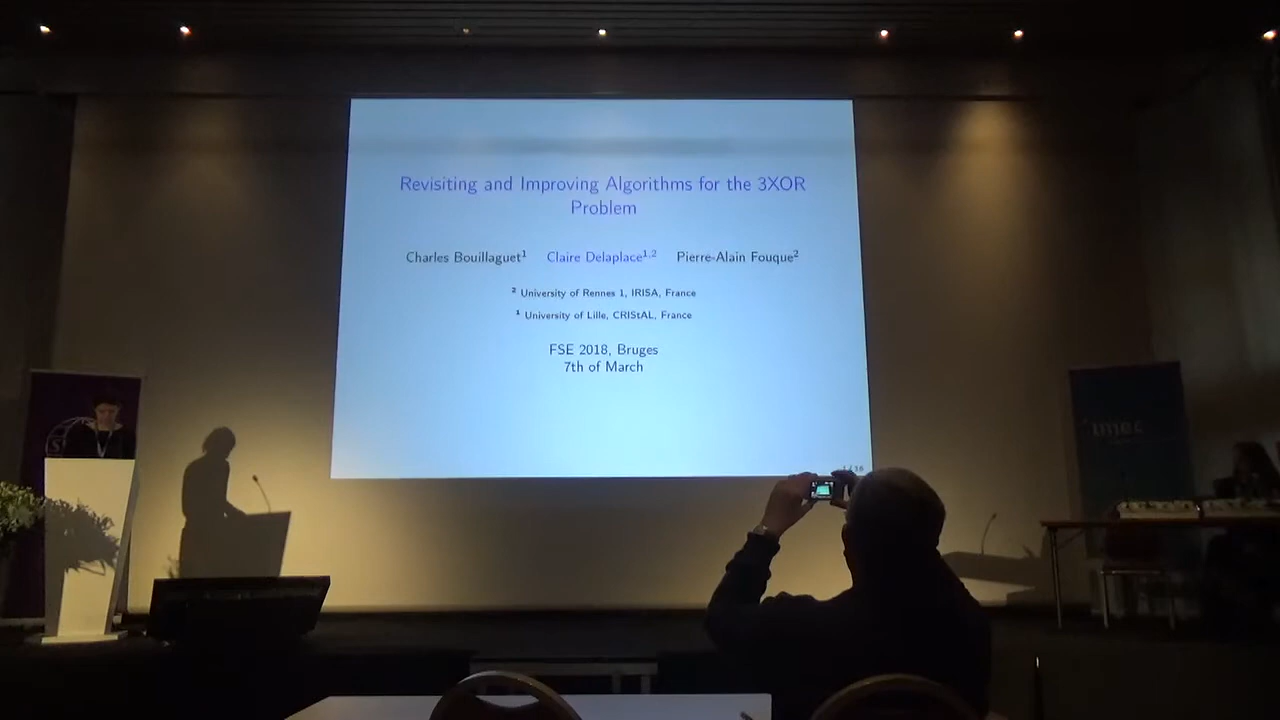 Revisiting and Improving Algorithms for the 3XOR
Problem
Charles Bouillaguet¹ Claire Delaplace¹,² Pierre-Alain Fouque²
² University of Rennes 1, IRISA, France
¹ University of Lille, CRIStAL, France
FSE 2018, Bruges
7th of March
imec